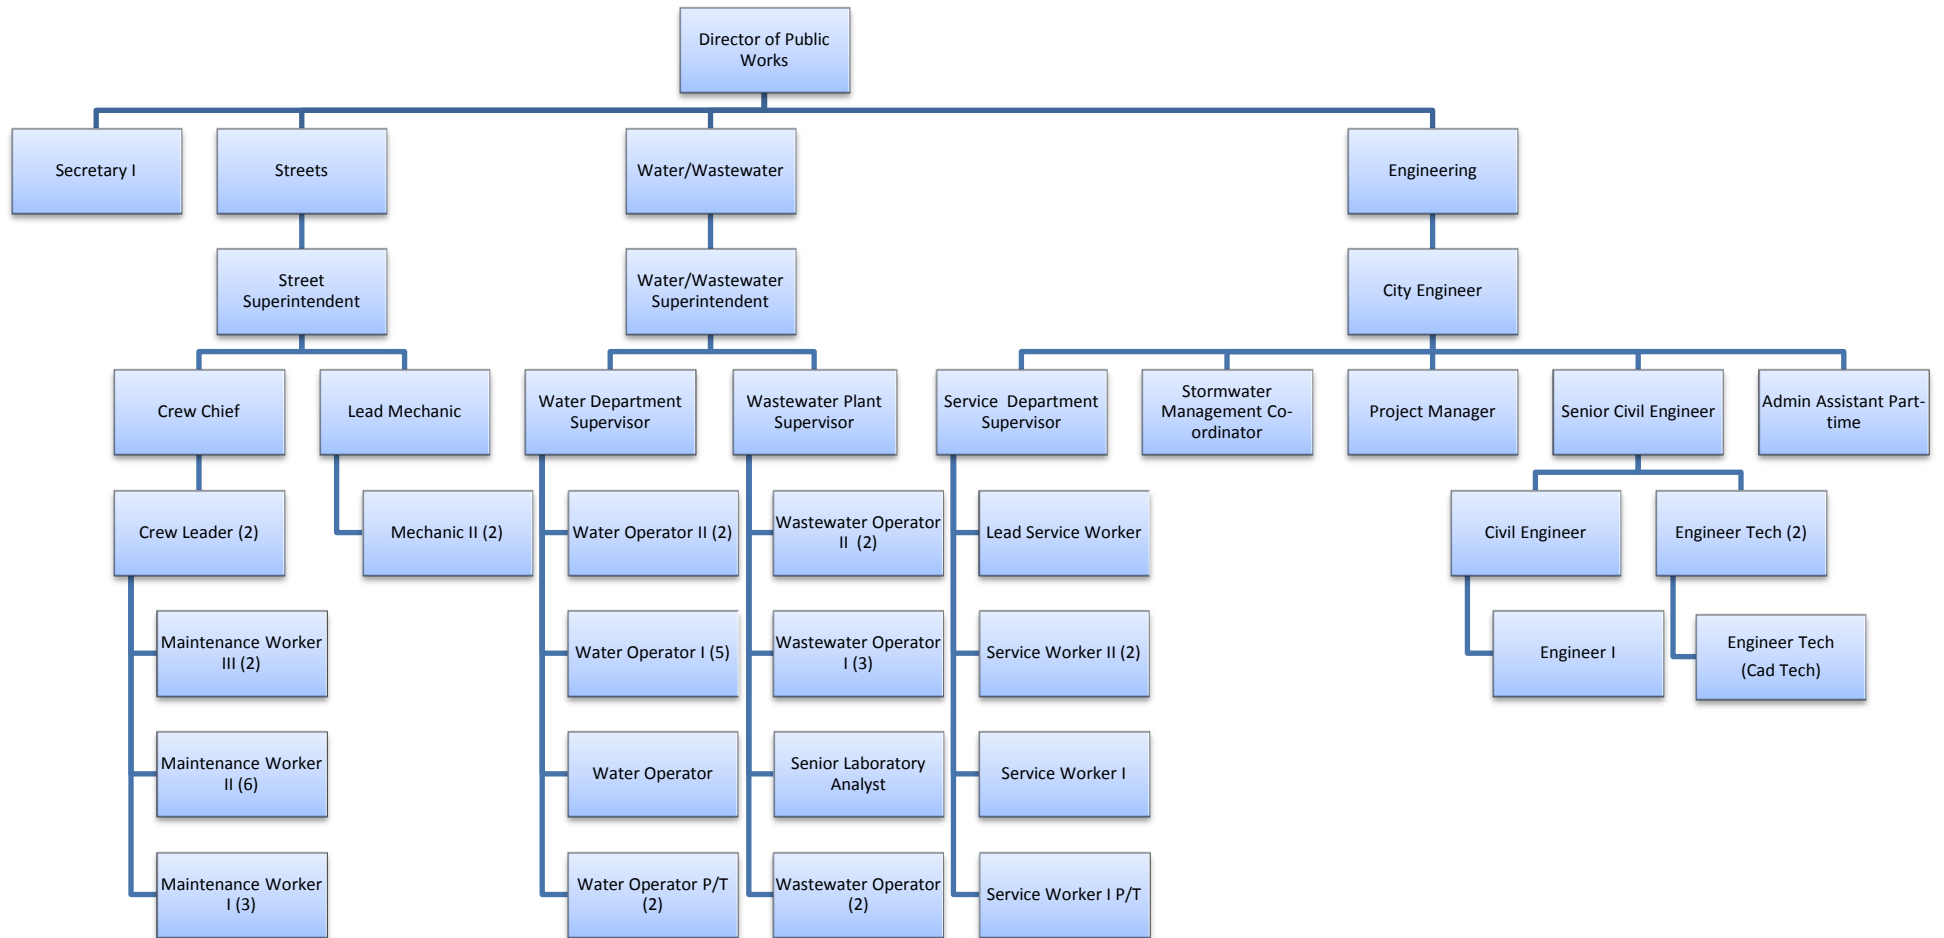 Director of Public
Works
Secretary I
Streets
Water/Wastewater
Engineering
Street
Superintendent
Water/Wastewater
Superintendent
City Engineer
Crew Chief
Lead Mechanic
Water Department
Supervisor
Wastewater Plant
Supervisor
Service Department
Supervisor
Stormwater
Management Co-
ordinator
Project Manager
Senior Civil Engineer
Admin Assistant Part-
time
Crew Leader (2)
Mechanic II (2)
Water Operator II (2)
Wastewater Operator
II (2)
Lead Service Worker
Civil Engineer
Engineer Tech (2)
Maintenance Worker
III (2)
Water Operator I (5)
Wastewater Operator
I (3)
Service Worker II (2)
Engineer I
Engineer Tech
(Cad Tech)
Maintenance Worker
II (6)
Water Operator
Senior Laboratory
Analyst
Service Worker I
Maintenance Worker
I (3)
Water Operator P/T
(2)
Wastewater Operator
(2)
Service Worker I P/T